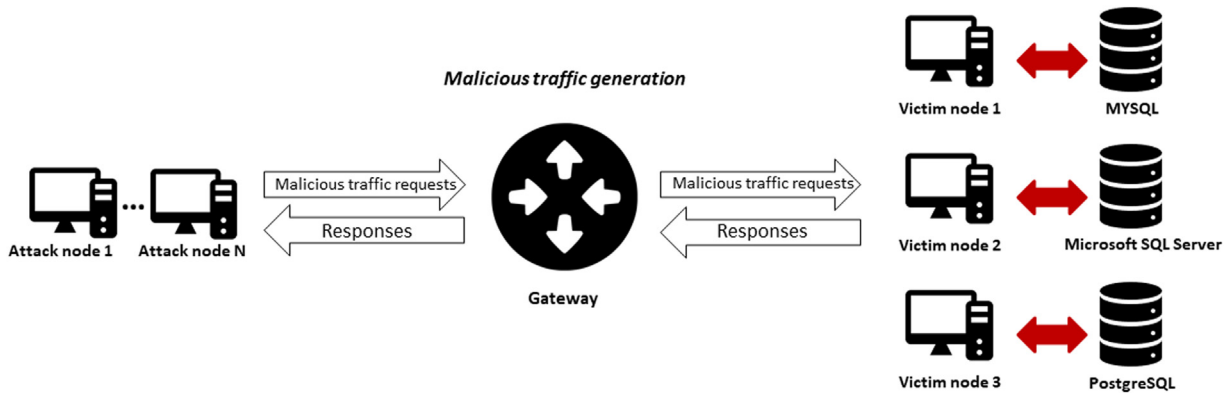 Malicious traffic generation
Attack node 1
...
Attack node N
Malicious traffic requests
Responses
Gateway
Malicious traffic requests
Responses
Victim node 1
MYSQL
Victim node 2
Microsoft SQL Server
Victim node 3
PostgreSQL